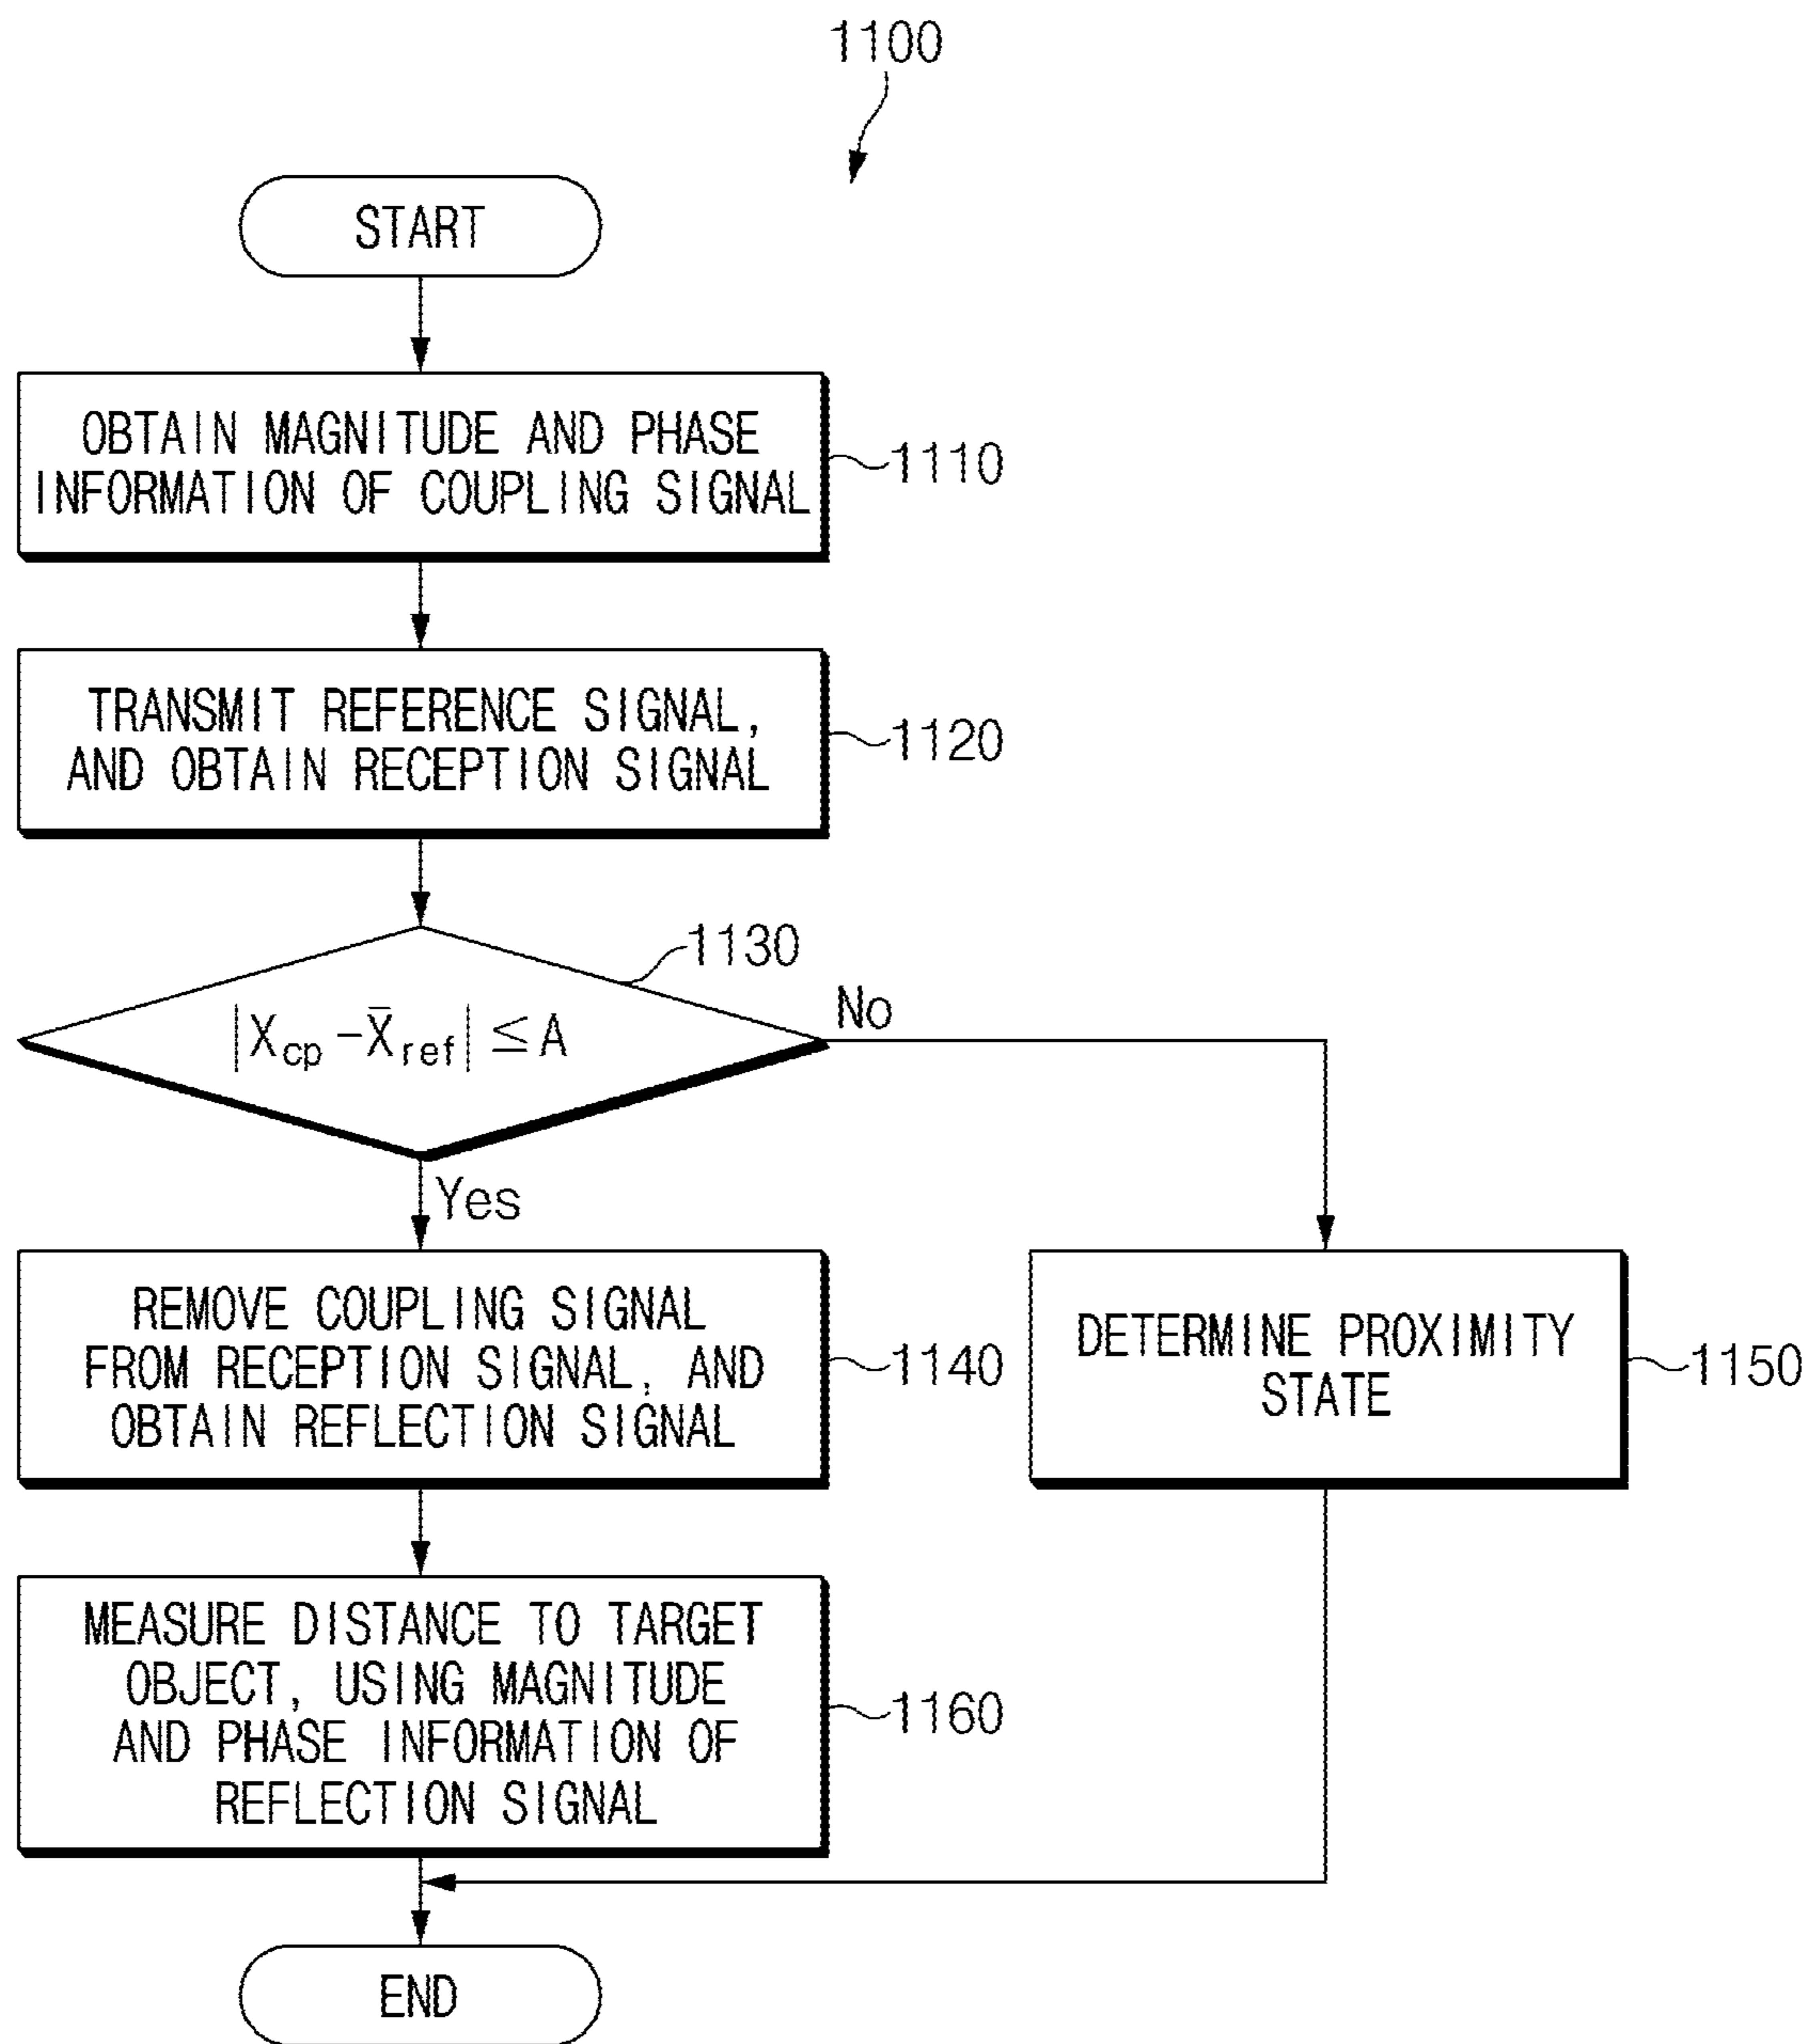 1100
START
OBTAIN MAGNITUDE AND PHASE
INFORMATION OF COUPLING SIGNAL
1110
TRANSMIT REFERENCE SIGNAL,
AND OBTAIN RECEPTION SIGNAL
1120
1130
|X_cp - X̄_ref| ≤ A
No
Yes
REMOVE COUPLING SIGNAL
FROM RECEPTION SIGNAL, AND
OBTAIN REFLECTION SIGNAL
1140
DETERMINE PROXIMITY
STATE
1150
MEASURE DISTANCE TO TARGET
OBJECT, USING MAGNITUDE
AND PHASE INFORMATION OF
REFLECTION SIGNAL
1160
END